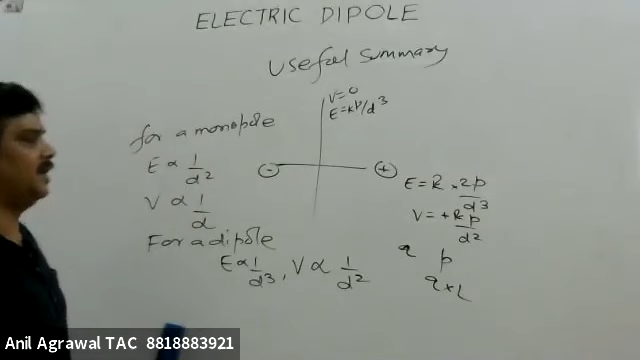 ELECTRIC DIPOLE
Useful summary
V=0
E=KP/d³
for a monopole
E ∝ 1/d²
V ∝ 1/d
- +
E = k × 2p/d³
V = + kp/d²
For a dipole
E ∝ 1/d³, V ∝ 1/d²
q p
q × L
Anil Agrawal TAC 8818883921